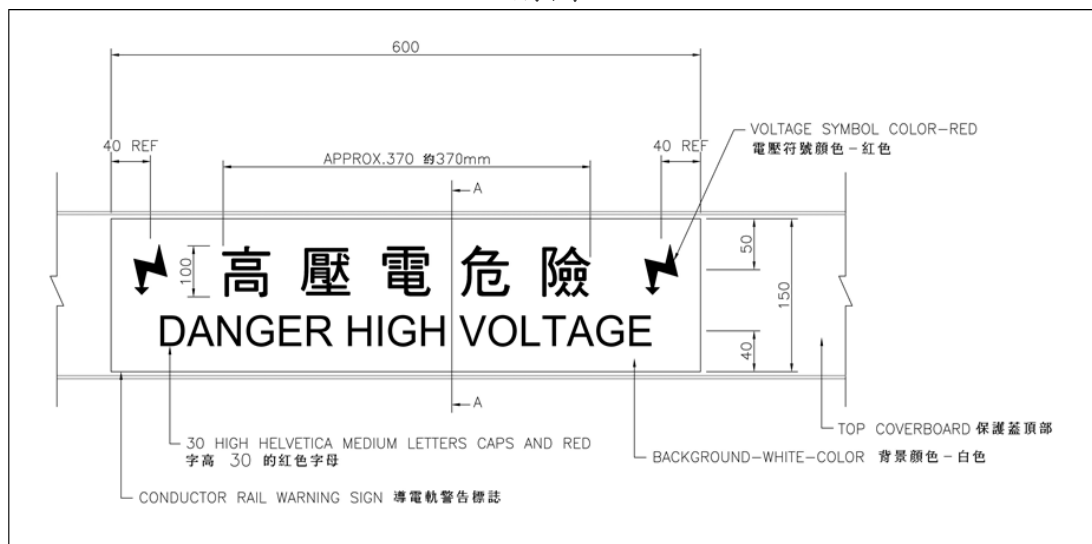 600
40 REF
APPROX.370 約370mm
40 REF
VOLTAGE SYMBOL COLOR-RED
電壓符號顏色-紅色
A
100
高壓電危險
DANGER HIGH VOLTAGE
50
150
40
A
30 HIGH HELVETICA MEDIUM LETTERS CAPS AND RED
字高 30 的紅色字母
TOP COVERBOARD 保護蓋頂部
BACKGROUND-WHITE-COLOR 背景顏色-白色
CONDUCTOR RAIL WARNING SIGN 導電軌警告標誌